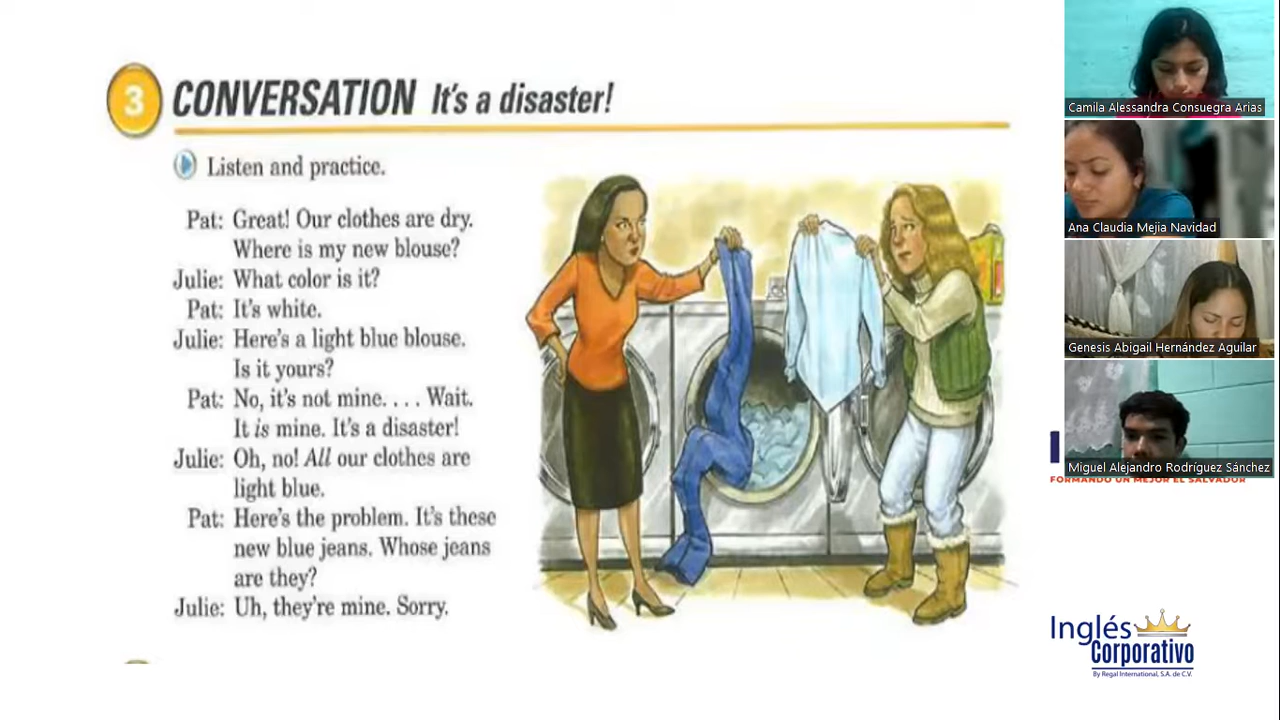 3 CONVERSATION It's a disaster!
Listen and practice.
Pat: Great! Our clothes are dry.
Where is my new blouse?
Julie: What color is it?
Pat: It's white.
Julie: Here's a light blue blouse.
Is it yours?
Pat: No, it's not mine. . . . Wait.
It is mine. It's a disaster!
Julie: Oh, no! All our clothes are
light blue.
Pat: Here's the problem. It's these
new blue jeans. Whose jeans
are they?
Julie: Uh, they're mine. Sorry.
Camila Alessandra Consuegra Arias
Ana Claudia Mejia Navidad
Genesis Abigail Hernández Aguilar
Miguel Alejandro Rodríguez Sánchez
FORMANDO UN MEJOR EL SALVADOR
Inglés
Corporativo
By Regal International, S.A. de C.V.